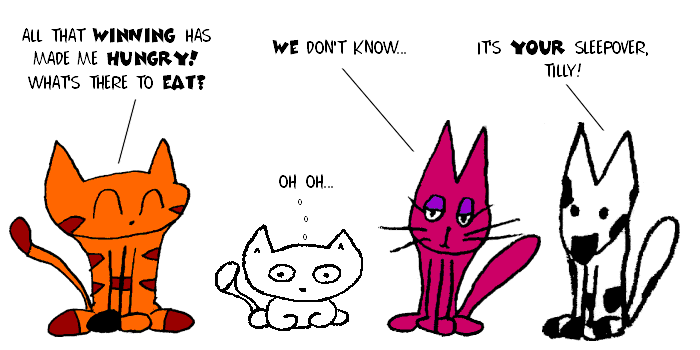 ALL THAT WINNING HAS
MADE ME HUNGRY!
WHAT'S THERE TO EAT?
OH OH...
WE DON'T KNOW...
IT'S YOUR SLEEPOVER,
TILLY!